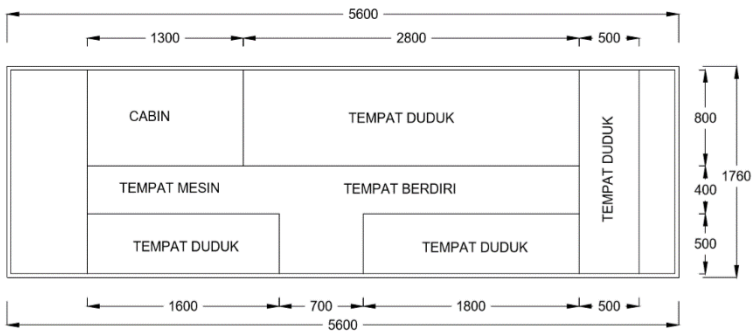 5600
1300
2800
500
CABIN
TEMPAT DUDUK
TEMPAT DUDUK
800
1760
TEMPAT MESIN
TEMPAT BERDIRI
400
TEMPAT DUDUK
TEMPAT DUDUK
500
1600
700
1800
500
5600